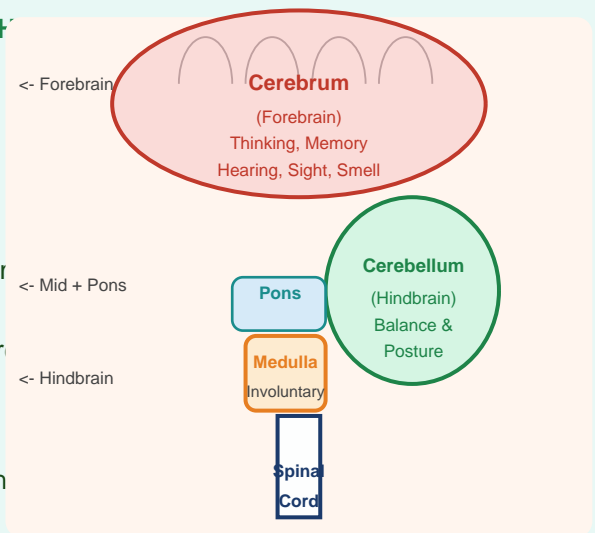 <- Forebrain
Cerebrum
(Forebrain)
Thinking, Memory
Hearing, Sight, Smell
Cerebellum
(Hindbrain)
Balance &
Posture
<- Mid + Pons
Pons
Medulla
Involuntary
<- Hindbrain
Spinal
Cord